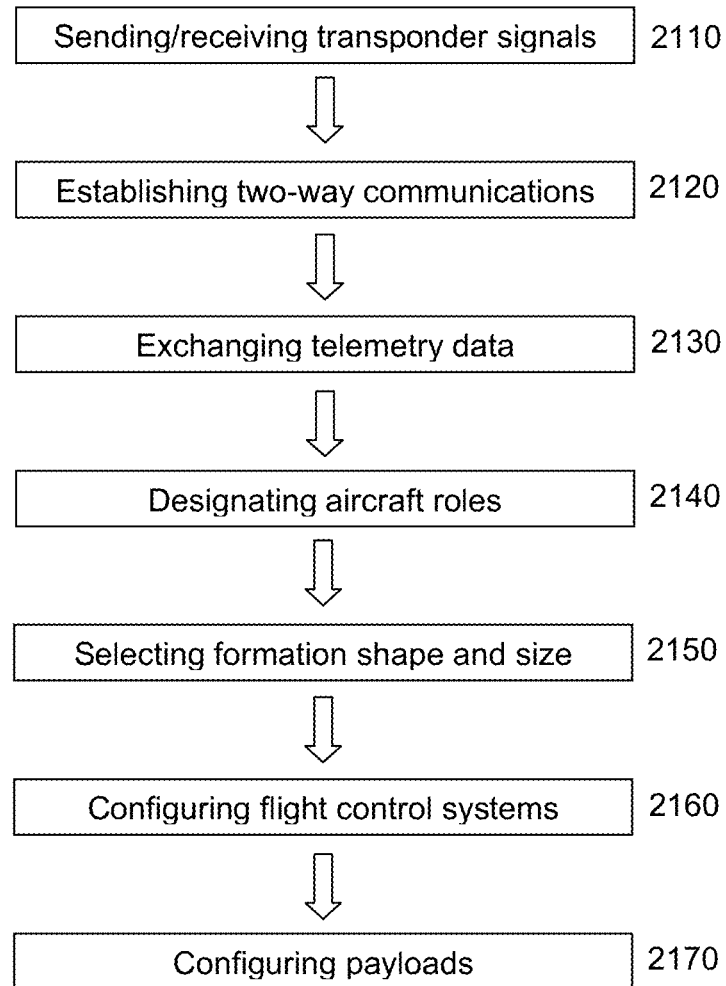 Sending/receiving transponder signals 2110
Establishing two-way communications 2120
Exchanging telemetry data 2130
Designating aircraft roles 2140
Selecting formation shape and size 2150
Configuring flight control systems 2160
Configuring payloads 2170